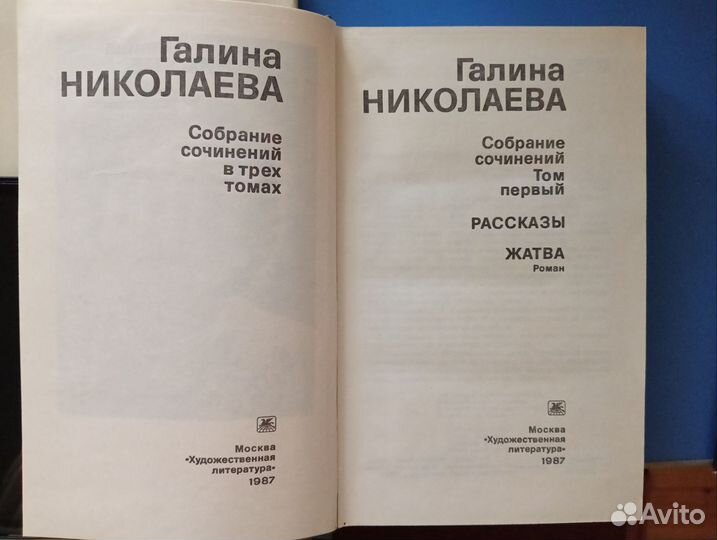 Галина
НИКОЛАЕВА
Собрание
сочинений
в трех
томах
Москва
«Художественная
литература»
1987
Галина
НИКОЛАЕВА
Собрание
сочинений
Том
первый
РАССКАЗЫ
ЖАТВА
Роман
Москва
«Художественная
литература»
1987
Avito